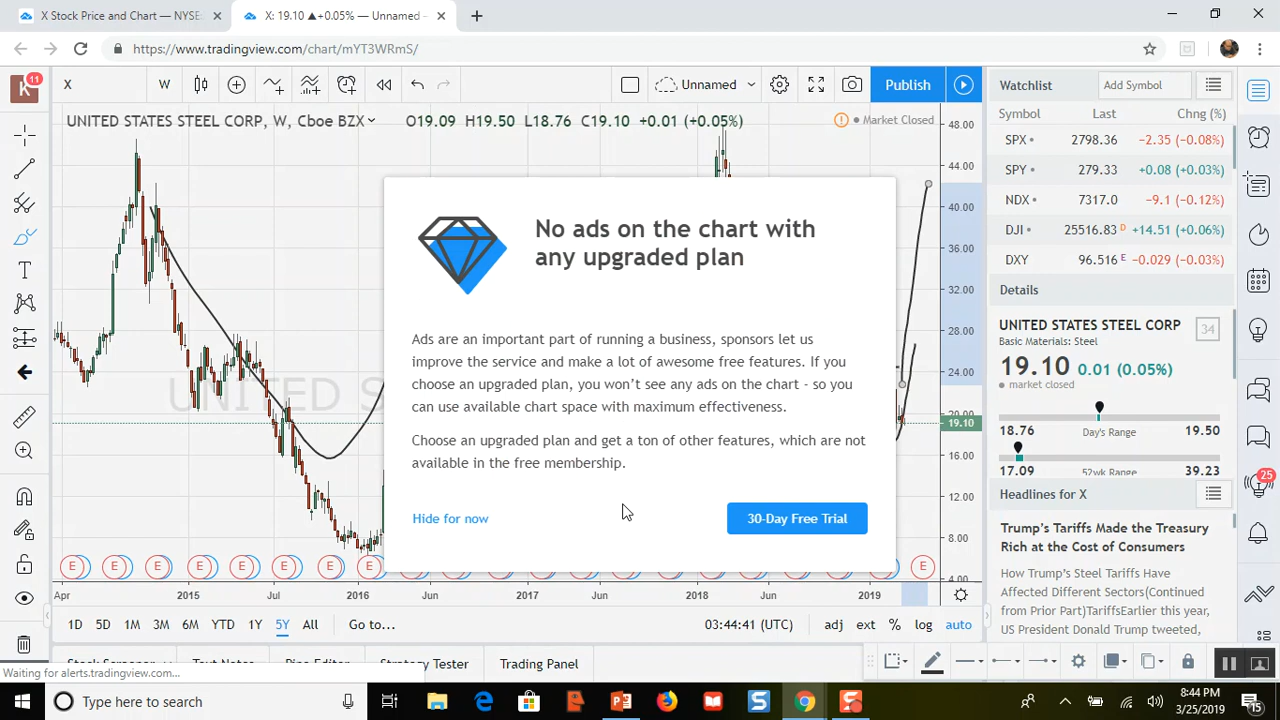 X Stock Price and Chart — NYSE:
X: 19.10 ▲+0.05% — Unnamed
https://www.tradingview.com/chart/mYT3WRmS/
K
11
X
W
Unnamed
Publish
UNITED STATES STEEL CORP, W, Cboe BZX
O19.09 H19.50 L18.76 C19.10 +0.01 (+0.05%)
Market Closed
48.00
44.00
40.00
36.00
32.00
28.00
24.00
20.00
19.10
16.00
12.00
8.00
4.00
UNITED S
No ads on the chart with
any upgraded plan
Ads are an important part of running a business, sponsors let us
improve the service and make a lot of awesome free features. If you
choose an upgraded plan, you won't see any ads on the chart - so you
can use available chart space with maximum effectiveness.
Choose an upgraded plan and get a ton of other features, which are not
available in the free membership.
Hide for now
30-Day Free Trial
E E E E E E E E
Apr 2015 Jul 2016 Jun 2017 Jun 2018 Jun 2019
1D 5D 1M 3M 6M YTD 1Y 3Y 5Y All Go to...
03:44:41 (UTC) adj ext % log auto
Stock Screener Text Notes Pine Editor Strategy Tester Trading Panel
Watchlist
Add Symbol
Symbol Last Chng (%)
SPX 2798.36 −2.35 (−0.08%)
SPY 279.33 +0.08 (+0.03%)
NDX 7317.0 −9.1 (−0.12%)
DJI 25516.83 D +14.51 (+0.06%)
DXY 96.516 E −0.029 (−0.03%)
Details
UNITED STATES STEEL CORP
34
Basic Materials: Steel
19.10 0.01 (0.05%)
market closed
18.76 Day's Range 19.50
17.09 52wk Range 39.23
Headlines for X
Trump's Tariffs Made the Treasury
Rich at the Cost of Consumers
How Trump's Steel Tariffs Have
Affected Different Sectors(Continued
from Prior Part)TariffsEarlier this year,
US President Donald Trump tweeted,
25
Waiting for alerts.tradingview.com...
Type here to search
8:44 PM
3/25/2019
15